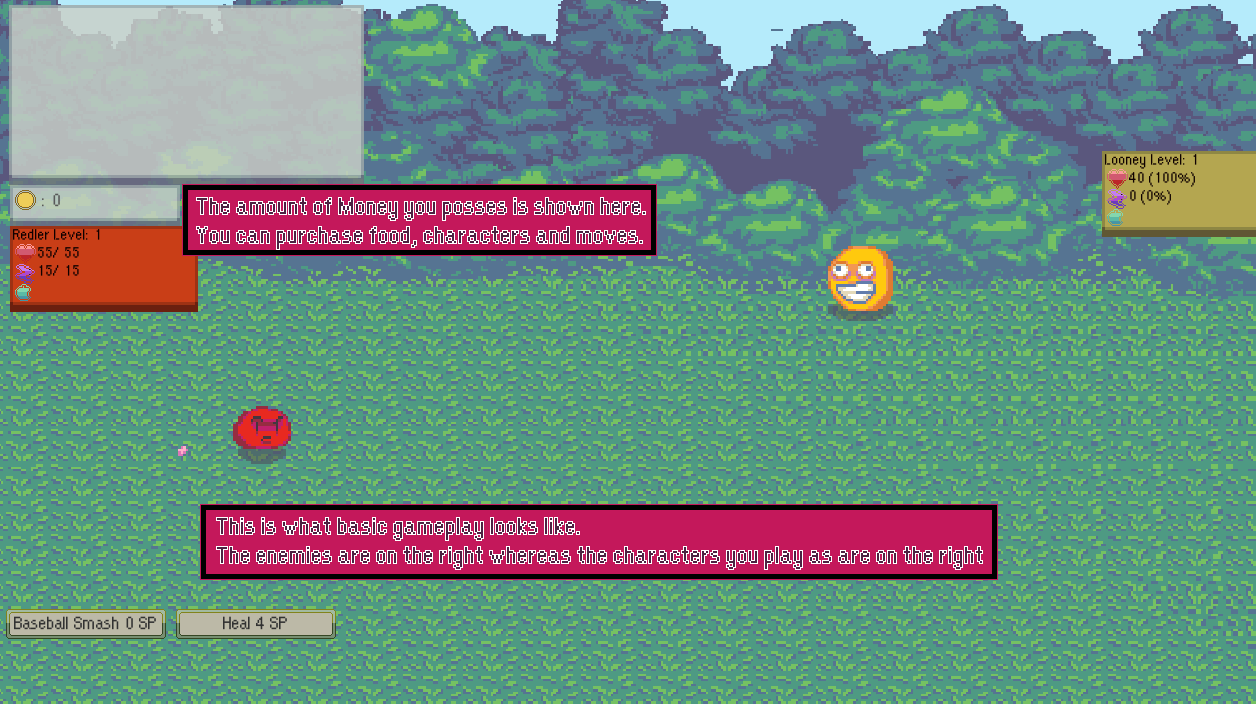 : 0
The amount of Money you posses is shown here.
You can purchase food, characters and moves.
Redler Level: 1
55/ 55
15/ 15
Looney Level: 1
40 (100%)
0 (0%)
This is what basic gameplay looks like.
The enemies are on the right whereas the characters you play as are on the right
Baseball Smash 0 SP
Heal 4 SP